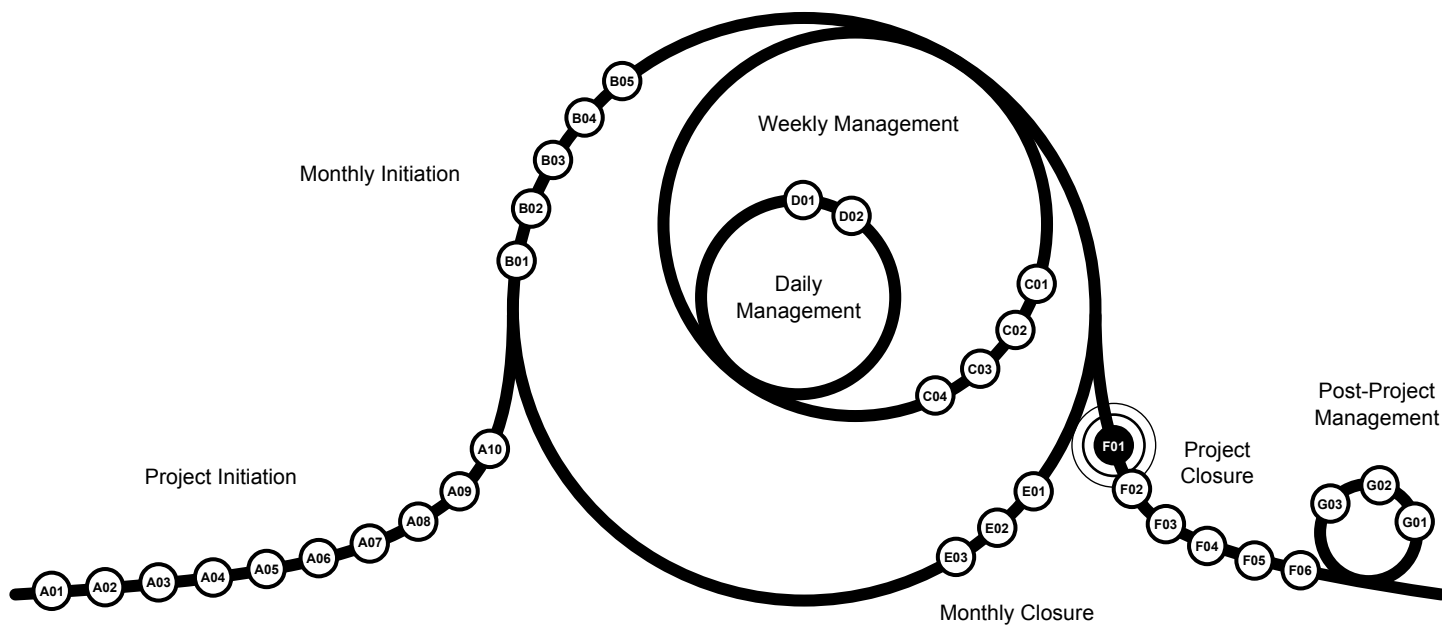 Project Initiation
A01
A02
A03
A04
A05
A06
A07
A08
A09
A10
Monthly Initiation
B01
B02
B03
B04
B05
Weekly Management
C01
C02
C03
C04
Daily
Management
D01
D02
Monthly Closure
E01
E02
E03
Project
Closure
F01
F02
F03
F04
F05
F06
Post-Project
Management
G01
G02
G03